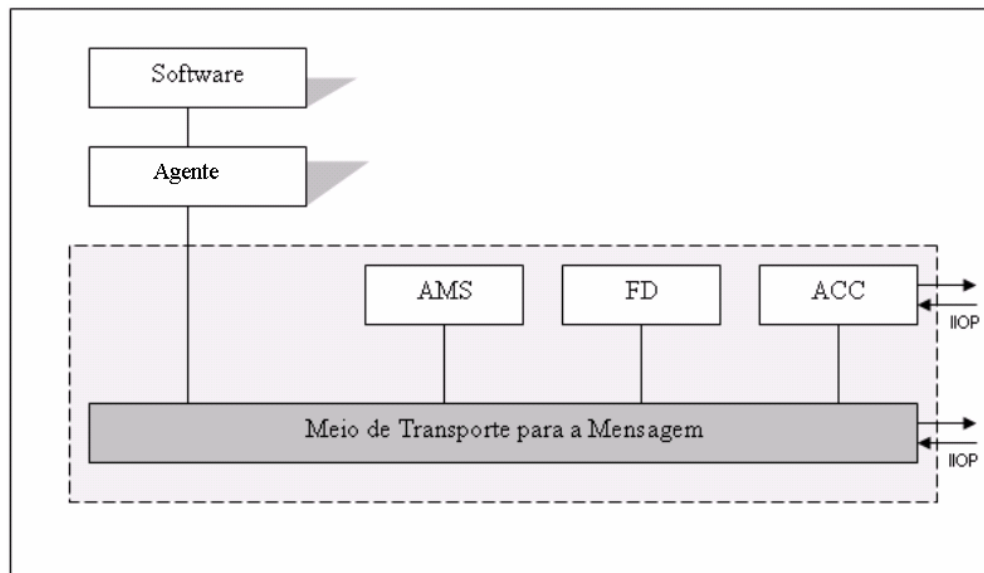 Software
Agente
AMS
FD
ACC
IIOP
Meio de Transporte para a Mensagem
IIOP